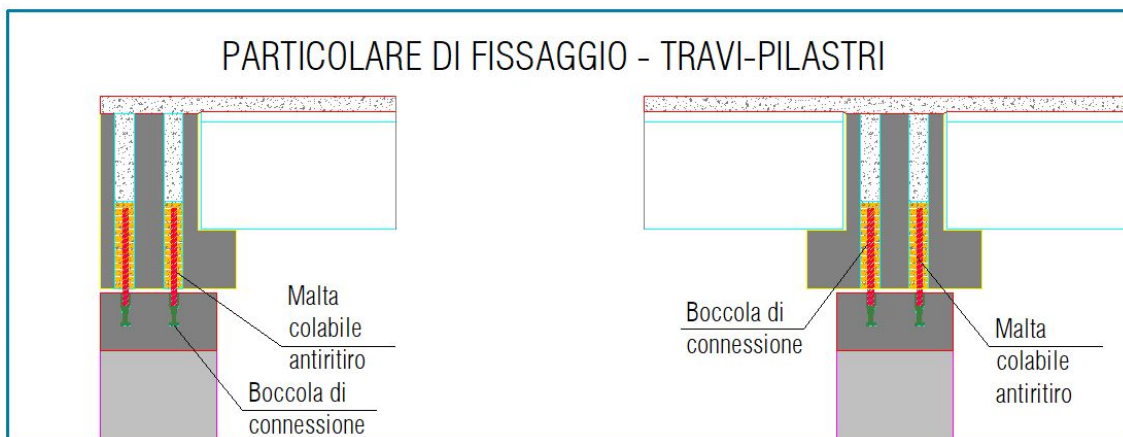 PARTICOLARE DI FISSAGGIO - TRAVI-PILASTRI
Malta
colabile
antiritiro
Boccola di
connessione
Boccola di
connessione
Malta
colabile
antiritiro